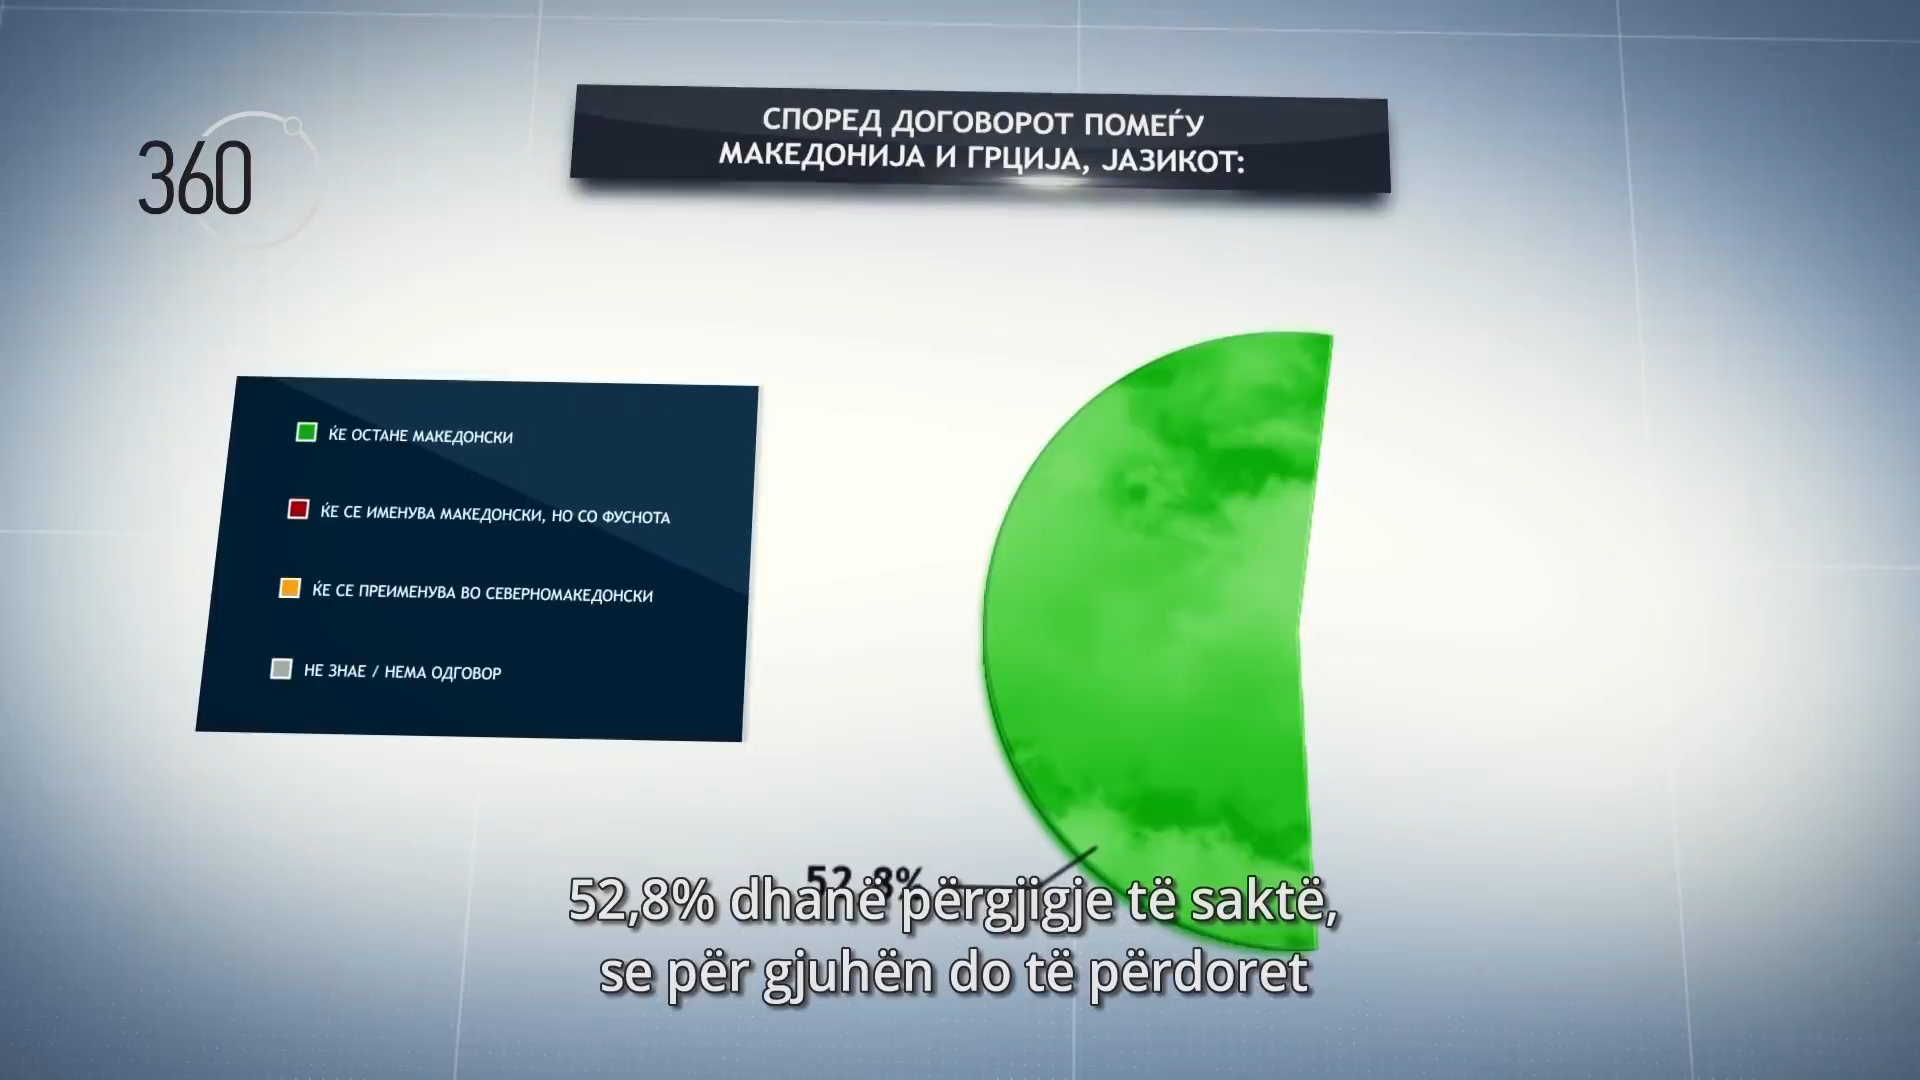 360
СПОРЕД ДОГОВОРОТ ПОМЕЃУ
МАКЕДОНИЈА И ГРЦИЈА, ЈАЗИКОТ:
ЌЕ ОСТАНЕ МАКЕДОНСКИ
ЌЕ СЕ ИМЕНУВА МАКЕДОНСКИ, НО СО ФУСНОТА
ЌЕ СЕ ПРЕИМЕНУВА ВО СЕВЕРНОМАКЕДОНСКИ
НЕ ЗНАЕ / НЕМА ОДГОВОР
52,8%
52,8% dhanë përgjigje të saktë,
se për gjuhën do të përdoret